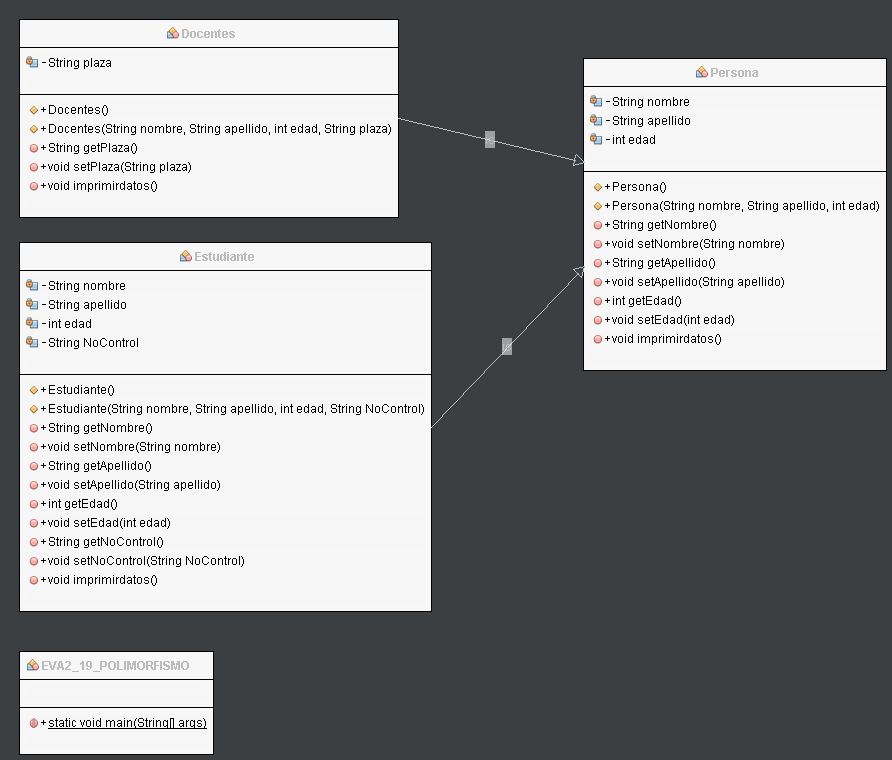 Docentes
- String plaza
+ Docentes()
+ Docentes(String nombre, String apellido, int edad, String plaza)
+ String getPlaza()
+ void setPlaza(String plaza)
+ void imprimirdatos()
Persona
- String nombre
- String apellido
- int edad
+ Persona()
+ Persona(String nombre, String apellido, int edad)
+ String getNombre()
+ void setNombre(String nombre)
+ String getApellido()
+ void setApellido(String apellido)
+ int getEdad()
+ void setEdad(int edad)
+ void imprimirdatos()
Estudiante
- String nombre
- String apellido
- int edad
- String NoControl
+ Estudiante()
+ Estudiante(String nombre, String apellido, int edad, String NoControl)
+ String getNombre()
+ void setNombre(String nombre)
+ String getApellido()
+ void setApellido(String apellido)
+ int getEdad()
+ void setEdad(int edad)
+ String getNoControl()
+ void setNoControl(String NoControl)
+ void imprimirdatos()
EVA2_19_POLIMORFISMO
+ static void main(String[] args)